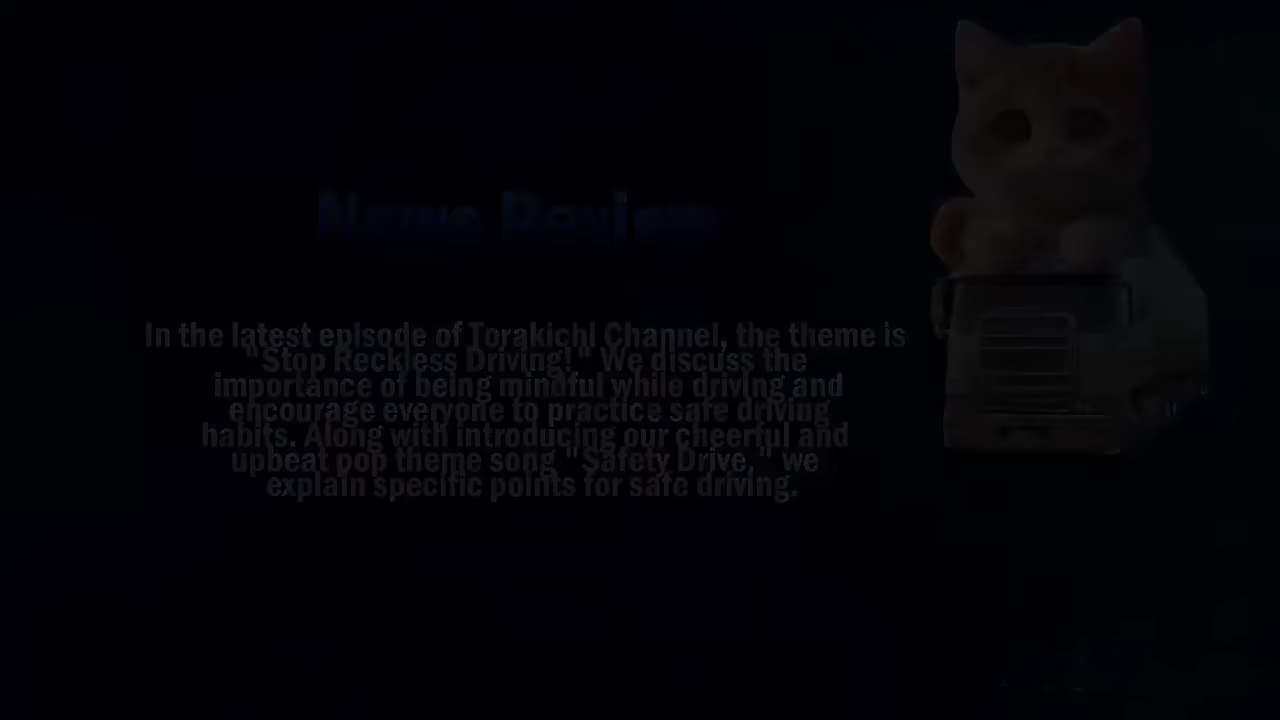 News Review
In the latest episode of Torakichi Channel, the theme is
"Stop Reckless Driving!" We discuss the
importance of being mindful while driving and
encourage everyone to practice safe driving
habits. Along with introducing our cheerful and
upbeat pop theme song "Safety Drive," we
explain specific points for safe driving.